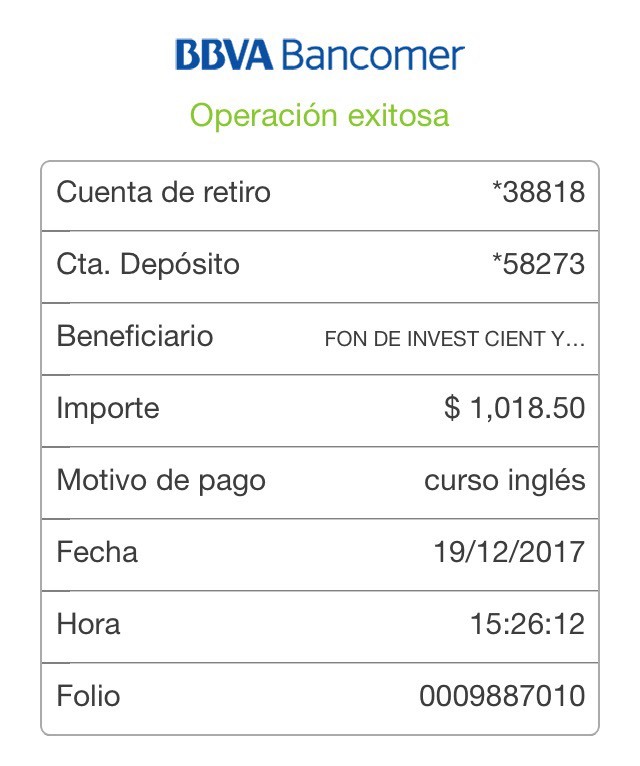 BBVA Bancomer
Operación exitosa
Cuenta de retiro *38818
Cta. Depósito *58273
Beneficiario FON DE INVEST CIENT Y...
Importe $ 1,018.50
Motivo de pago curso inglés
Fecha 19/12/2017
Hora 15:26:12
Folio 0009887010